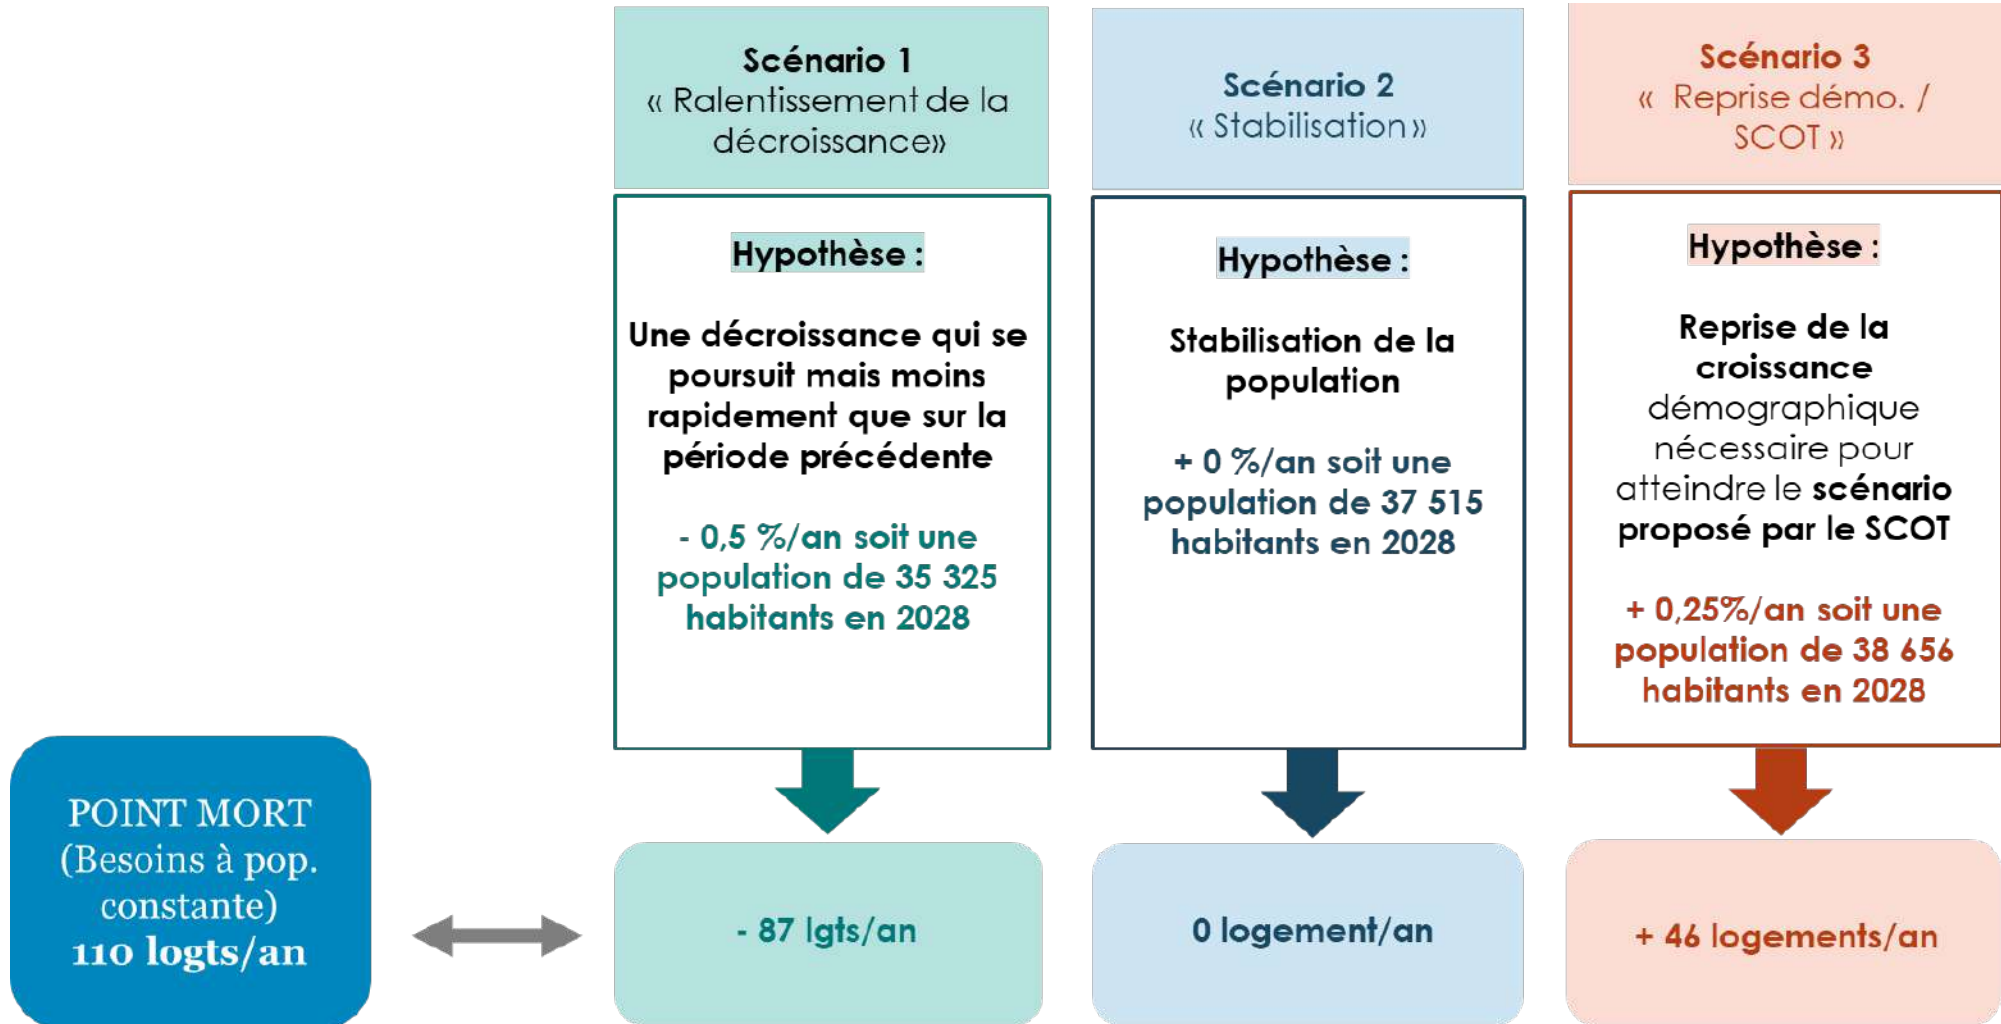 Scénario 1
« Ralentissement de la
décroissance»
Hypothèse :
Une décroissance qui se
poursuit mais moins
rapidement que sur la
période précédente
- 0,5 %/an soit une
population de 35 325
habitants en 2028
- 87 lgts/an
Scénario 2
« Stabilisation »
Hypothèse :
Stabilisation de la
population
+ 0 %/an soit une
population de 37 515
habitants en 2028
0 logement/an
Scénario 3
« Reprise démo. /
SCOT »
Hypothèse :
Reprise de la
croissance
démographique
nécessaire pour
atteindre le scénario
proposé par le SCOT
+ 0,25%/an soit une
population de 38 656
habitants en 2028
+ 46 logements/an
POINT MORT
(Besoins à pop.
constante)
110 logts/an